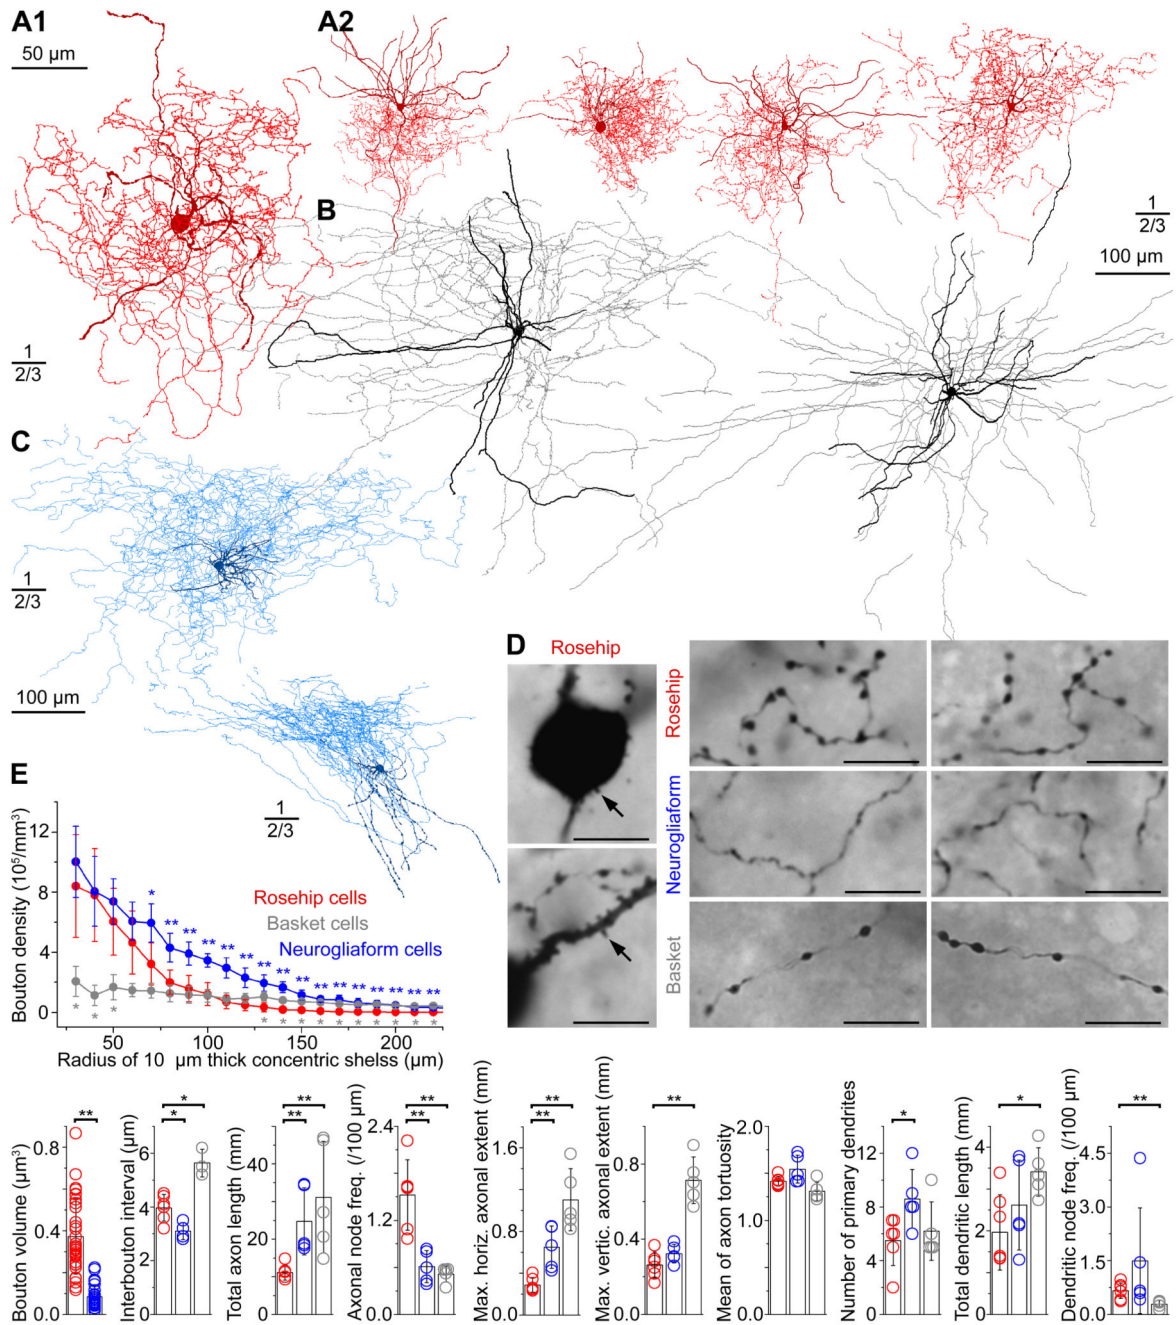 A1
50 µm
A2
B
1
2/3
100 µm
1
2/3
C
1
2/3
100 µm
1
2/3
D
Rosehip
Rosehip
Neurogliaform
Basket
E
Bouton density (10⁵/mm³)
12
8
4
0
*
** ** ** ** ** ** ** ** ** ** ** ** ** ** **
Rosehip cells
Basket cells
Neurogliaform cells
* * * * * * * * * * * * *
50 100 150 200
Radius of 10 µm thick concentric shelss (µm)
Bouton volume (µm³)
0.8
0.4
0.0
**
Interbouton interval (µm)
6
4
2
0
*
*
Total axon length (mm)
40
20
0
**
**
Axonal node freq. (/100 µm)
2.4
1.2
0.0
**
**
Max. horiz. axonal extent (mm)
1.6
0.8
0.0
**
**
Max. vertic. axonal extent (mm)
0.8
0.4
0.0
**
Mean of axon tortuosity
2.0
1.5
1.0
0.5
0.0
Number of primary dendrites
12
8
4
0
*
Total dendritic length (mm)
4
2
0
*
Dendritic node freq. (/100 µm)
4.5
3.0
1.5
0.0
**